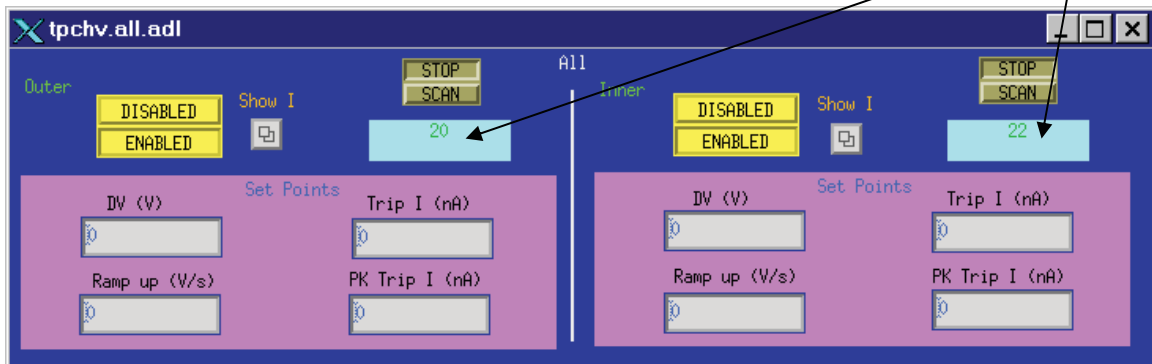 tpchv.all.adl
All
Outer
DISABLED
ENABLED
Show I
STOP
SCAN
20
Set Points
DV (V)
0
Trip I (nA)
0
Ramp up (V/s)
0
PK Trip I (nA)
0
Inner
DISABLED
ENABLED
Show I
STOP
SCAN
22
Set Points
DV (V)
0
Trip I (nA)
0
Ramp up (V/s)
0
PK Trip I (nA)
0